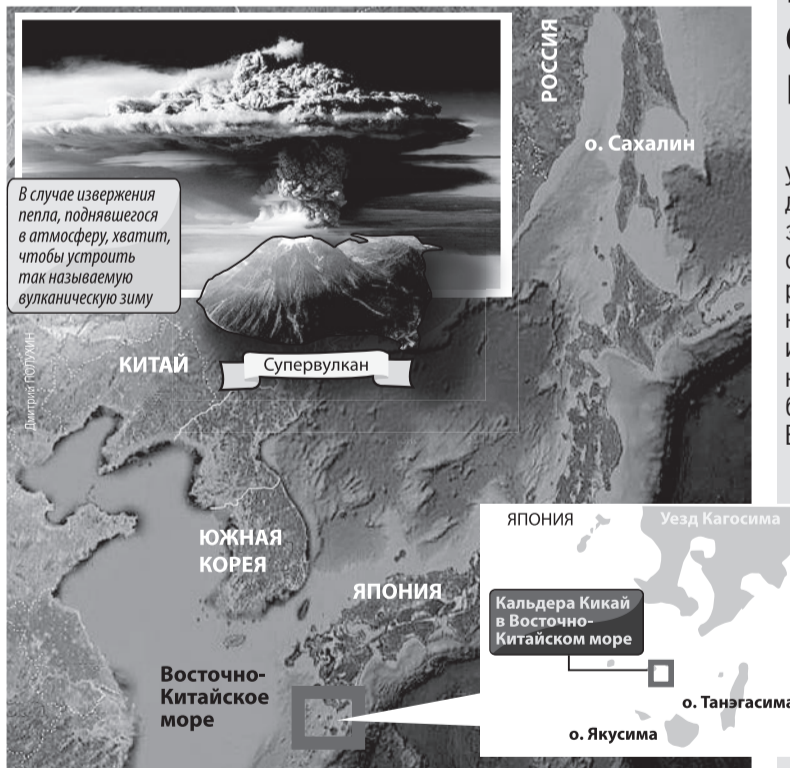 РОССИЯ
о. Сахалин
В случае извержения
пепла, поднявшегося
в атмосферу, хватит,
чтобы устроить
так называемую
вулканическую зиму
Супервулкан
КИТАЙ
Дмитрий ПОЛУХИН
ЮЖНАЯ
КОРЕЯ
ЯПОНИЯ
Восточно-
Китайское
море
ЯПОНИЯ
Уезд Кагосима
Кальдера Кикай
в Восточно-
Китайском море
о. Танэгасима
о. Якусима